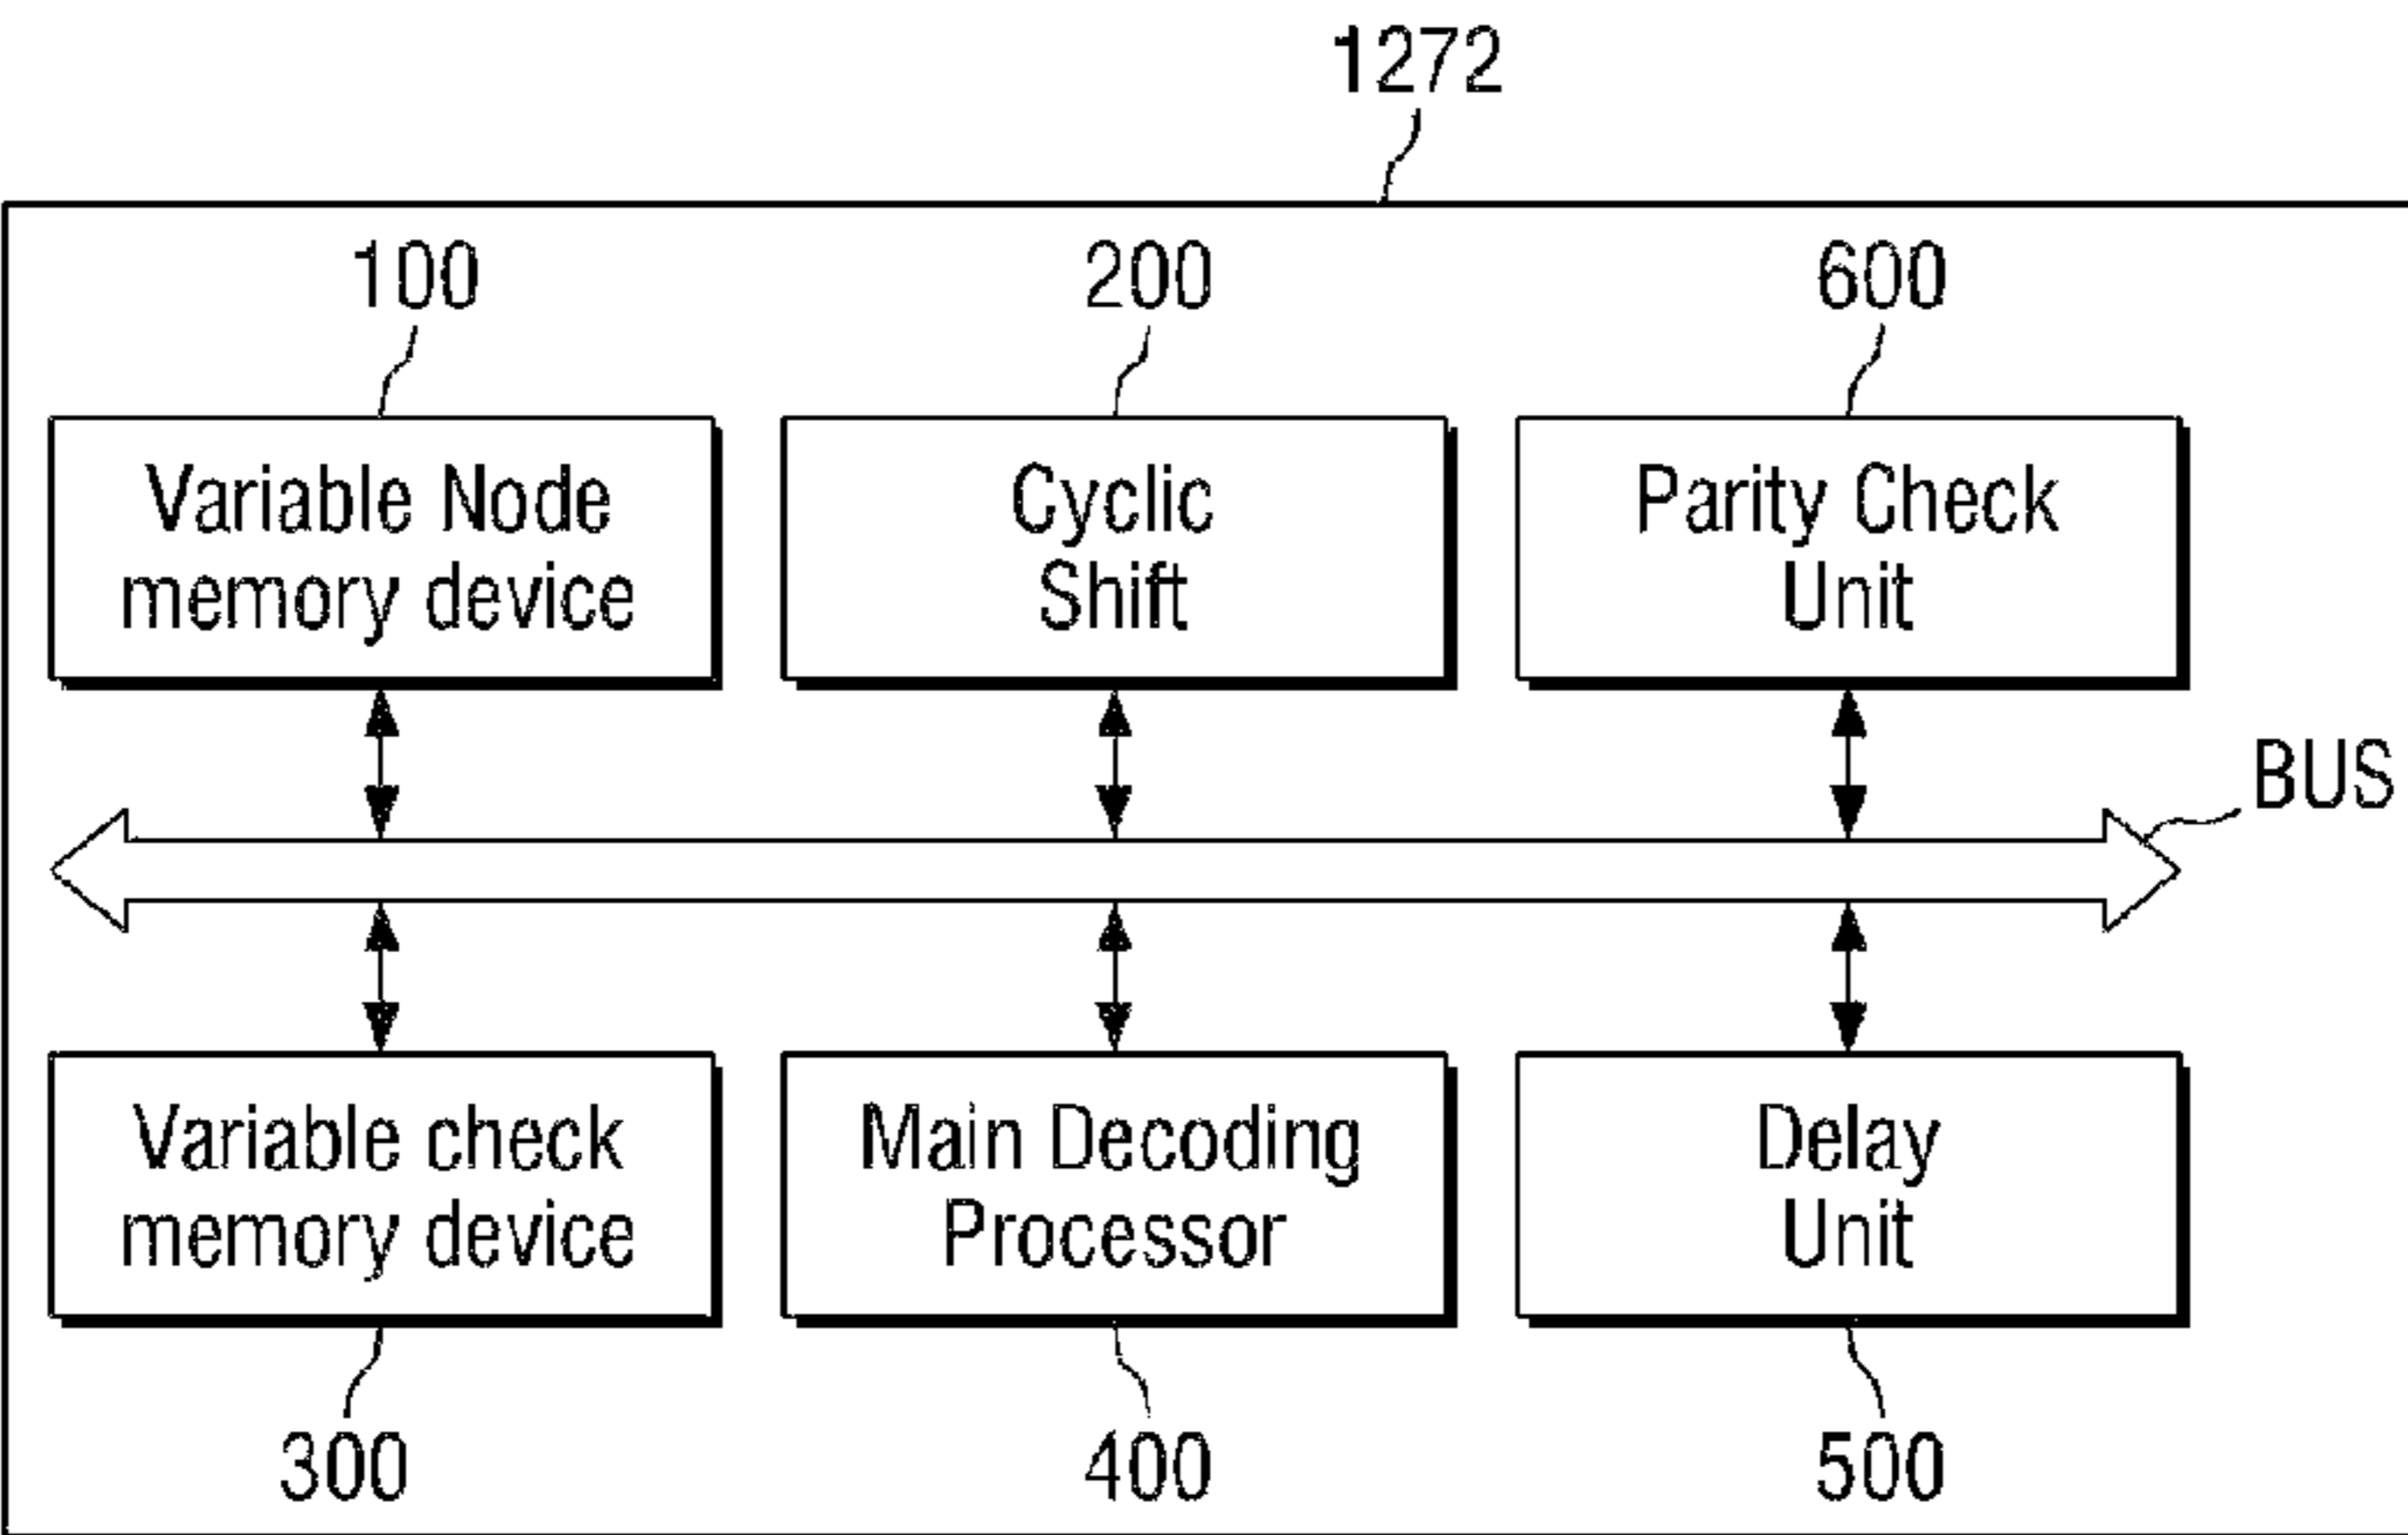 1272
100
200
600
Variable Node
memory device
Cyclic
Shift
Parity Check
Unit
BUS
Variable check
memory device
Main Decoding
Processor
Delay
Unit
300
400
500